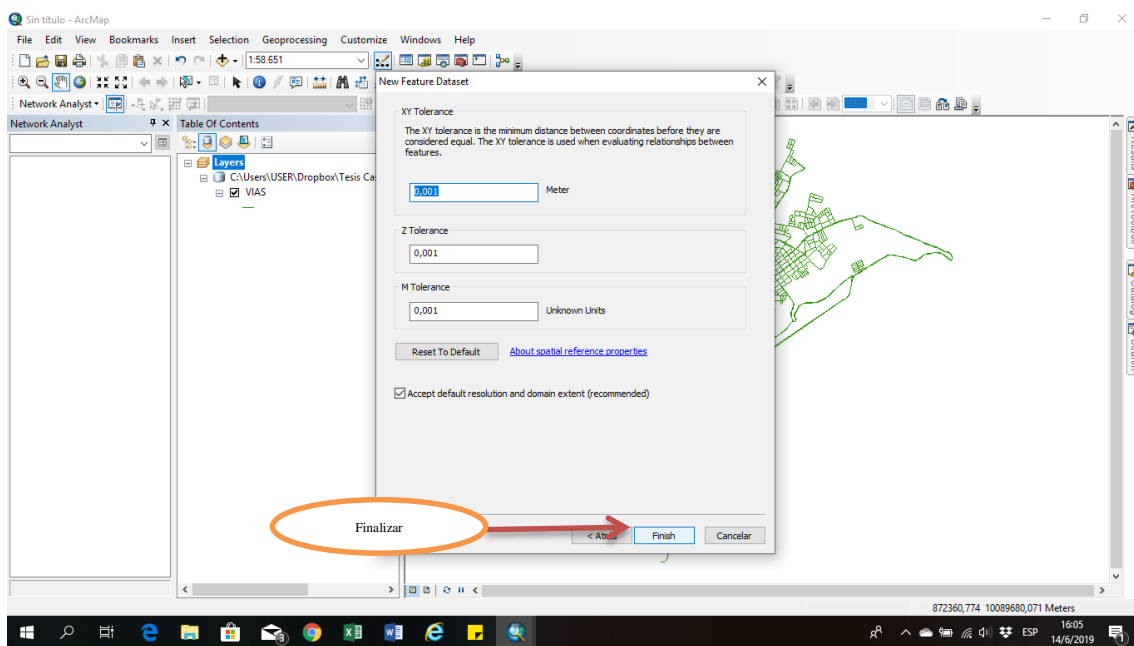 Sin título - ArcMap
File Edit View Bookmarks Insert Selection Geoprocessing Customize Windows Help
1:58.651
Network Analyst
New Feature Dataset
Network Analyst
Table Of Contents
Layers
C:\Users\USER\Dropbox\Tesis Ca
VIAS
XY Tolerance
The XY tolerance is the minimum distance between coordinates before they are
considered equal. The XY tolerance is used when evaluating relationships between
features.
0,001 Meter
Z Tolerance
0,001
M Tolerance
0,001 Unknown Units
Reset To Default About spatial reference properties
Accept default resolution and domain extent (recommended)
Finalizar
< Finish Cancelar
872360,774 10089680,071 Meters
ESP
16:05
14/6/2019